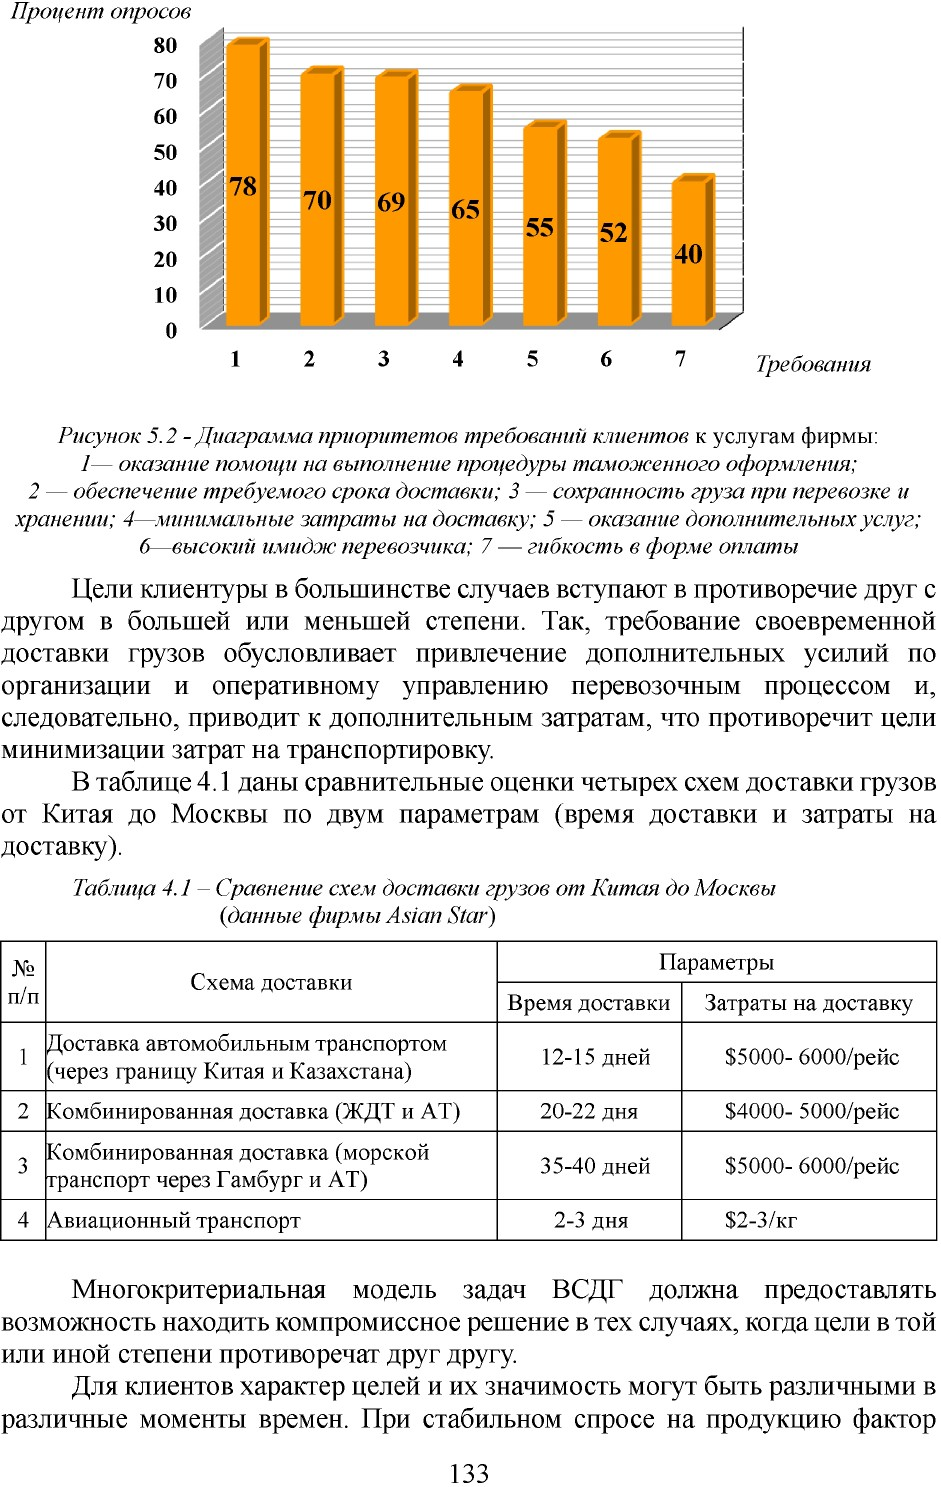 Процент опросов
80
70
60
50
40
30
20
10
0
78
70
69
65
55
52
40
1 2 3 4 5 6 7
Требования
Рисунок 5.2 - Диаграмма приоритетов требований клиентов к услугам фирмы:
1— оказание помощи на выполнение процедуры таможенного оформления;
2 — обеспечение требуемого срока доставки; 3 — сохранность груза при перевозке и
хранении; 4—минимальные затраты на доставку; 5 — оказание дополнительных услуг;
6—высокий имидж перевозчика; 7 — гибкость в форме оплаты
Цели клиентуры в большинстве случаев вступают в противоречие друг с
другом в большей или меньшей степени. Так, требование своевременной
доставки грузов обусловливает привлечение дополнительных усилий по
организации и оперативному управлению перевозочным процессом и,
следовательно, приводит к дополнительным затратам, что противоречит цели
минимизации затрат на транспортировку.
В таблице 4.1 даны сравнительные оценки четырех схем доставки грузов
от Китая до Москвы по двум параметрам (время доставки и затраты на
доставку).
Таблица 4.1 – Сравнение схем доставки грузов от Китая до Москвы
(данные фирмы Asian Star)
№ п/п Схема доставки Параметры
Время доставки Затраты на доставку
1 Доставка автомобильным транспортом
(через границу Китая и Казахстана) 12-15 дней $5000- 6000/рейс
2 Комбинированная доставка (ЖДТ и АТ) 20-22 дня $4000- 5000/рейс
3 Комбинированная доставка (морской
транспорт через Гамбург и АТ) 35-40 дней $5000- 6000/рейс
4 Авиационный транспорт 2-3 дня $2-3/кг
Многокритериальная модель задач ВСДГ должна предоставлять
возможность находить компромиссное решение в тех случаях, когда цели в той
или иной степени противоречат друг другу.
Для клиентов характер целей и их значимость могут быть различными в
различные моменты времен. При стабильном спросе на продукцию фактор
133